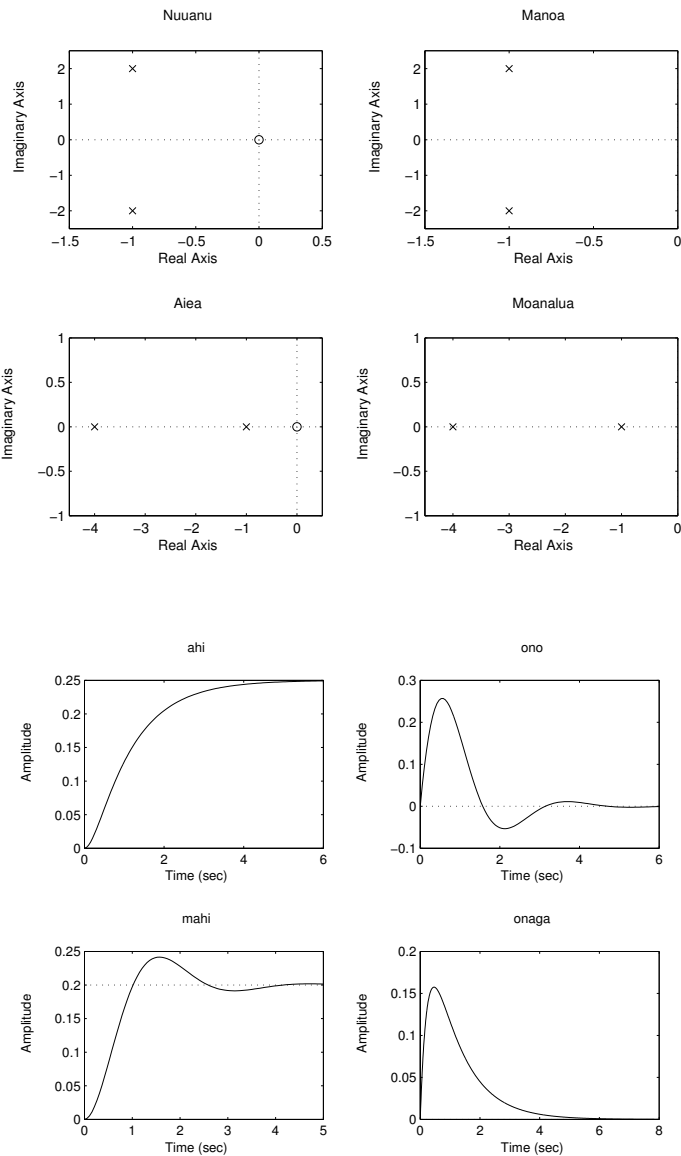 Nuuanu
Imaginary Axis
2
1
0
−1
−2
−1.5 −1 −0.5 0 0.5
Real Axis
Manoa
Imaginary Axis
2
1
0
−1
−2
−1.5 −1 −0.5 0
Real Axis
Aiea
Imaginary Axis
1
0.5
0
−0.5
−1
−4 −3 −2 −1 0
Real Axis
Moanalua
Imaginary Axis
1
0.5
0
−0.5
−1
−4 −3 −2 −1 0
Real Axis
ahi
Amplitude
0.25
0.2
0.15
0.1
0.05
0
0 2 4 6
Time (sec)
ono
Amplitude
0.3
0.2
0.1
0
−0.1
0 2 4 6
Time (sec)
mahi
Amplitude
0.25
0.2
0.15
0.1
0.05
0
0 1 2 3 4 5
Time (sec)
onaga
Amplitude
0.2
0.15
0.1
0.05
0
0 2 4 6 8
Time (sec)